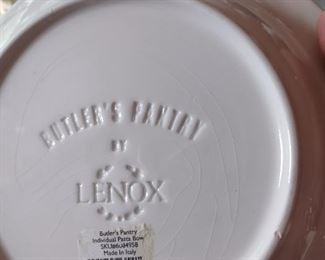 BUTLER'S PANTRY
BY
LENOX
Butler's Pantry
Individual Pasta Bowl
Made In Italy